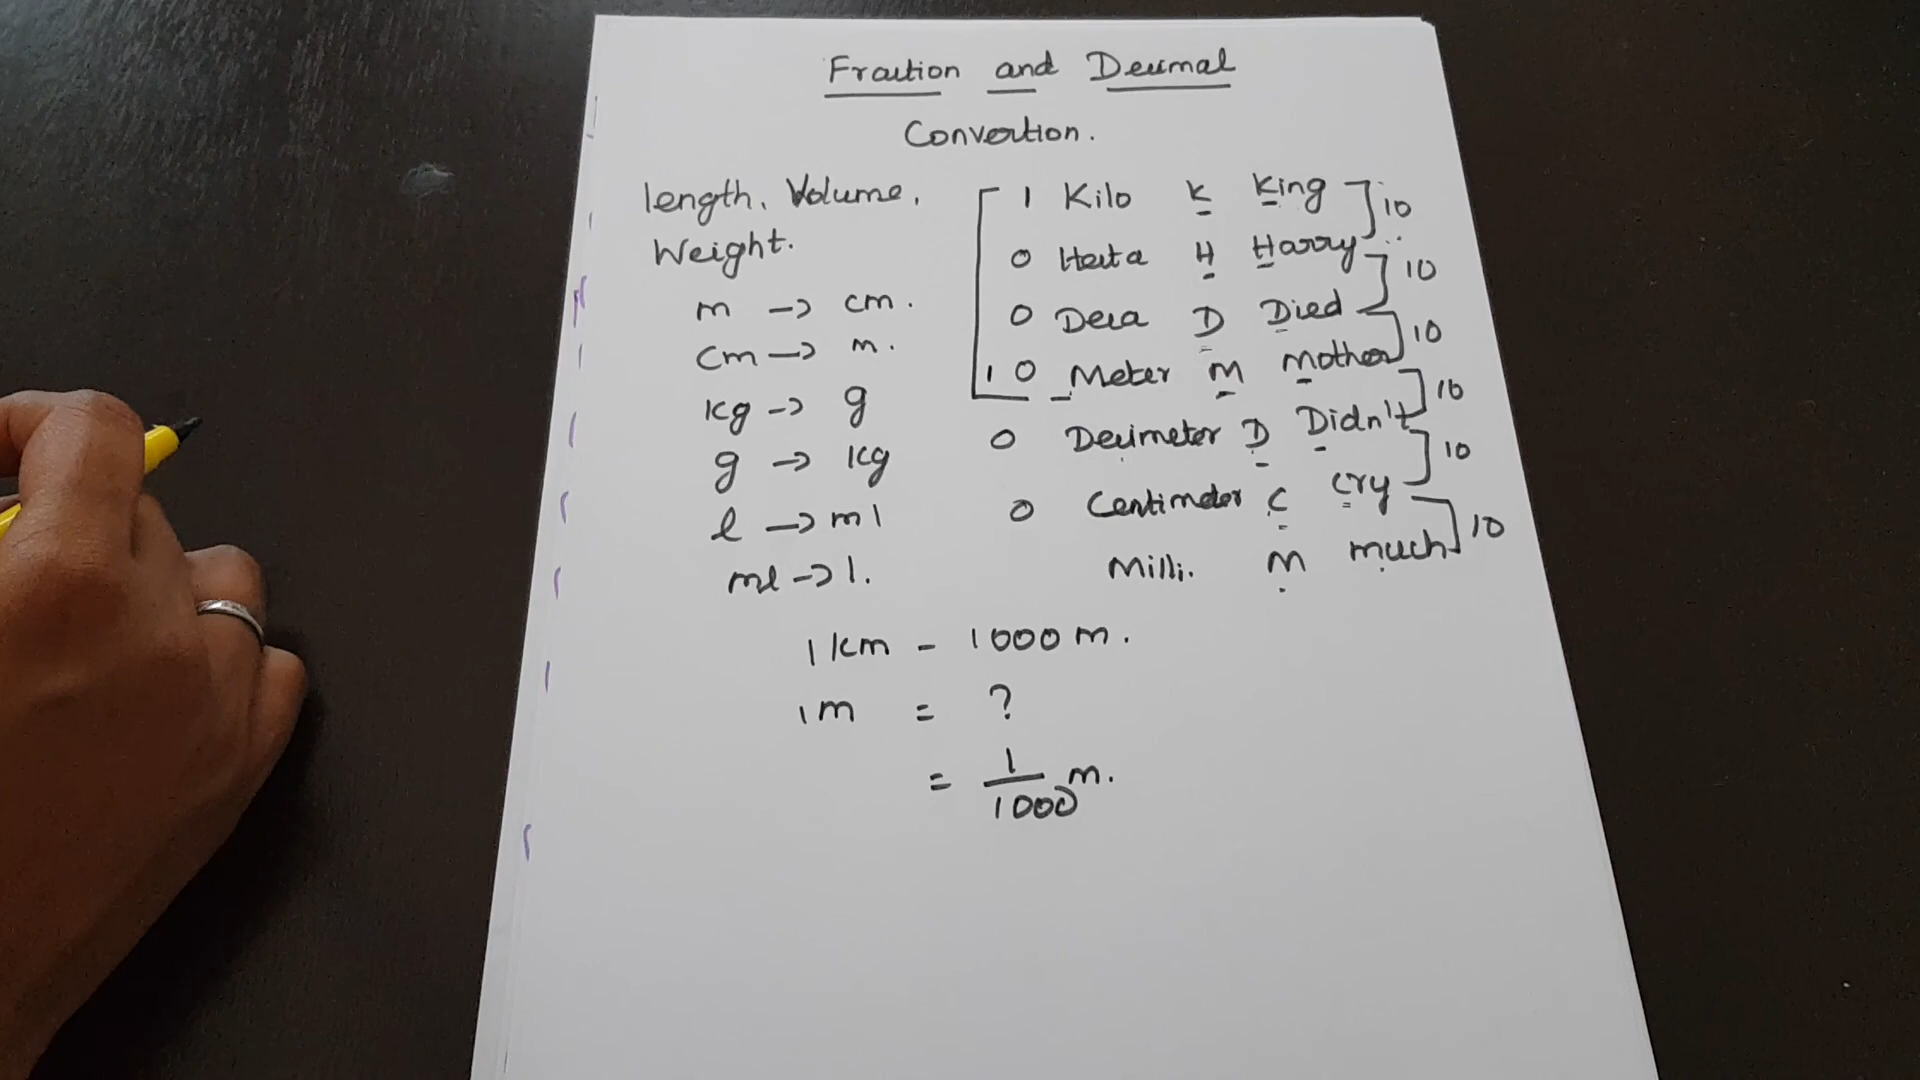 Fraction and Decimal
Convertion.
length, Volume,
Weight.
m -> cm.
cm -> m.
kg -> g
g -> kg
l -> ml
ml -> l.
1 Kilo K King ] 10
0 Hecta H Harry ] 10
0 Deca D Died ] 10
1 0 Meter M Mother ] 10
0 Decimeter D Didn't ] 10
0 Centimeter C Cry ] 10
Milli. M much
1 km - 1000 m.
1 m = ?
= 1/1000 m.